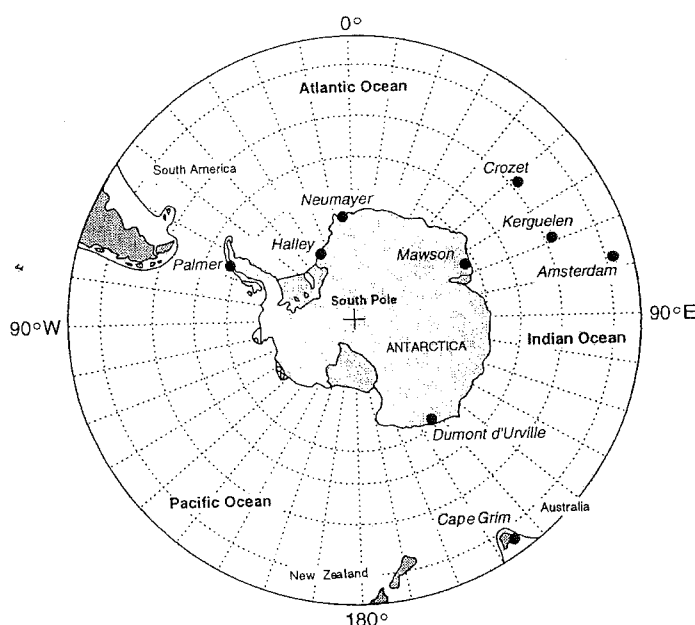 0°
Atlantic Ocean
South America
Crozet
Neumayer
Kerguelen
Halley
Mawson
Palmer
Amsterdam
South Pole
90°W
90°E
Indian Ocean
ANTARCTICA
Dumont d'Urville
Pacific Ocean
Cape Grim
Australia
New Zealand
180°